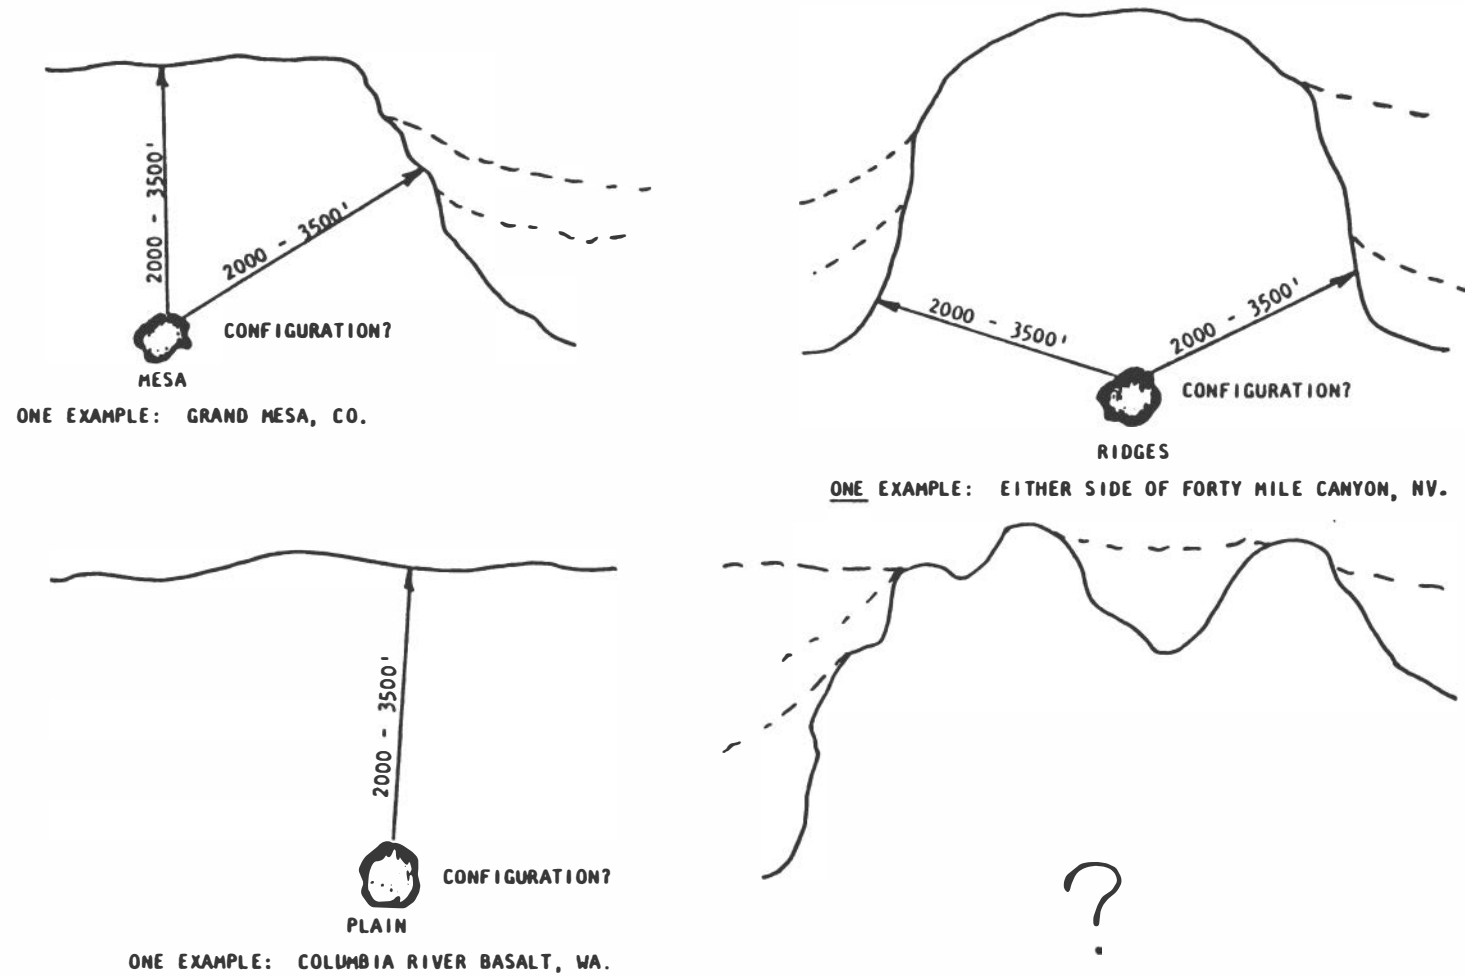 2000 - 3500'
2000 - 3500'
CONFIGURATION?
MESA
ONE EXAMPLE: GRAND MESA, CO.
2000 - 3500'
2000 - 3500'
CONFIGURATION?
RIDGES
ONE EXAMPLE: EITHER SIDE OF FORTY MILE CANYON, NV.
2000 - 3500'
CONFIGURATION?
PLAIN
ONE EXAMPLE: COLUMBIA RIVER BASALT, WA.
?